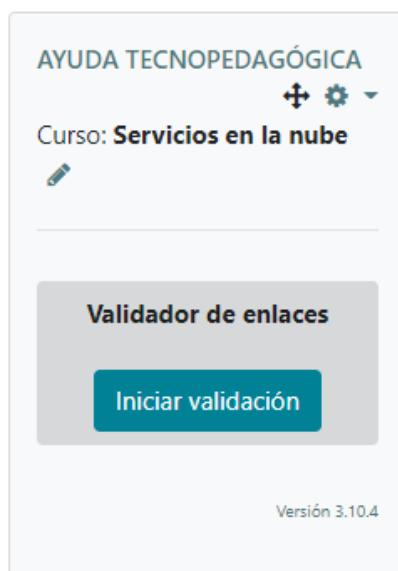 AYUDA TECNOPEDAGÓGICA
Curso: Servicios en la nube
Validador de enlaces
Iniciar validación
Versión 3.10.4